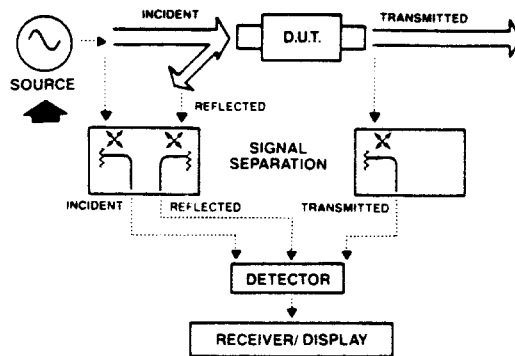 INCIDENT
TRANSMITTED
D.U.T.
SOURCE
REFLECTED
SIGNAL
SEPARATION
INCIDENT
REFLECTED
TRANSMITTED
DETECTOR
RECEIVER/ DISPLAY